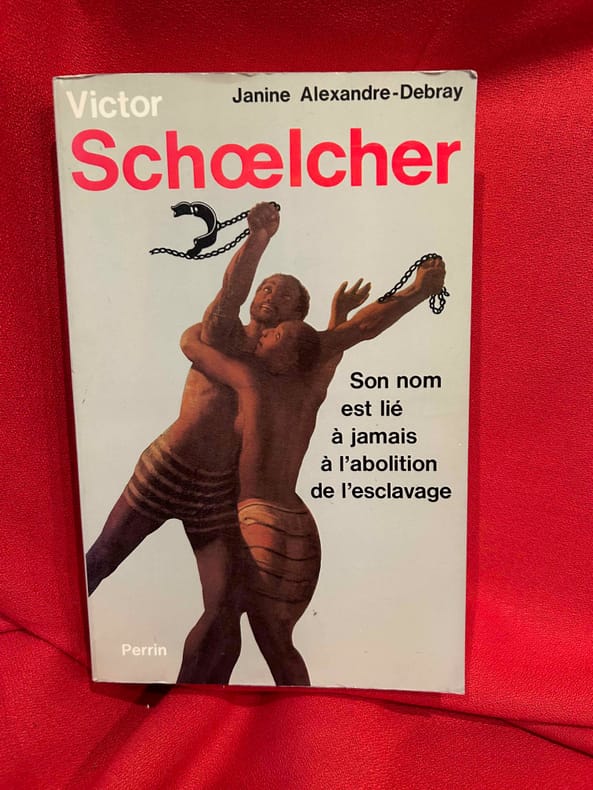 Victor
Janine Alexandre-Debray
Schœlcher
Son nom
est lié
à jamais
à l'abolition
de l'esclavage
Perrin